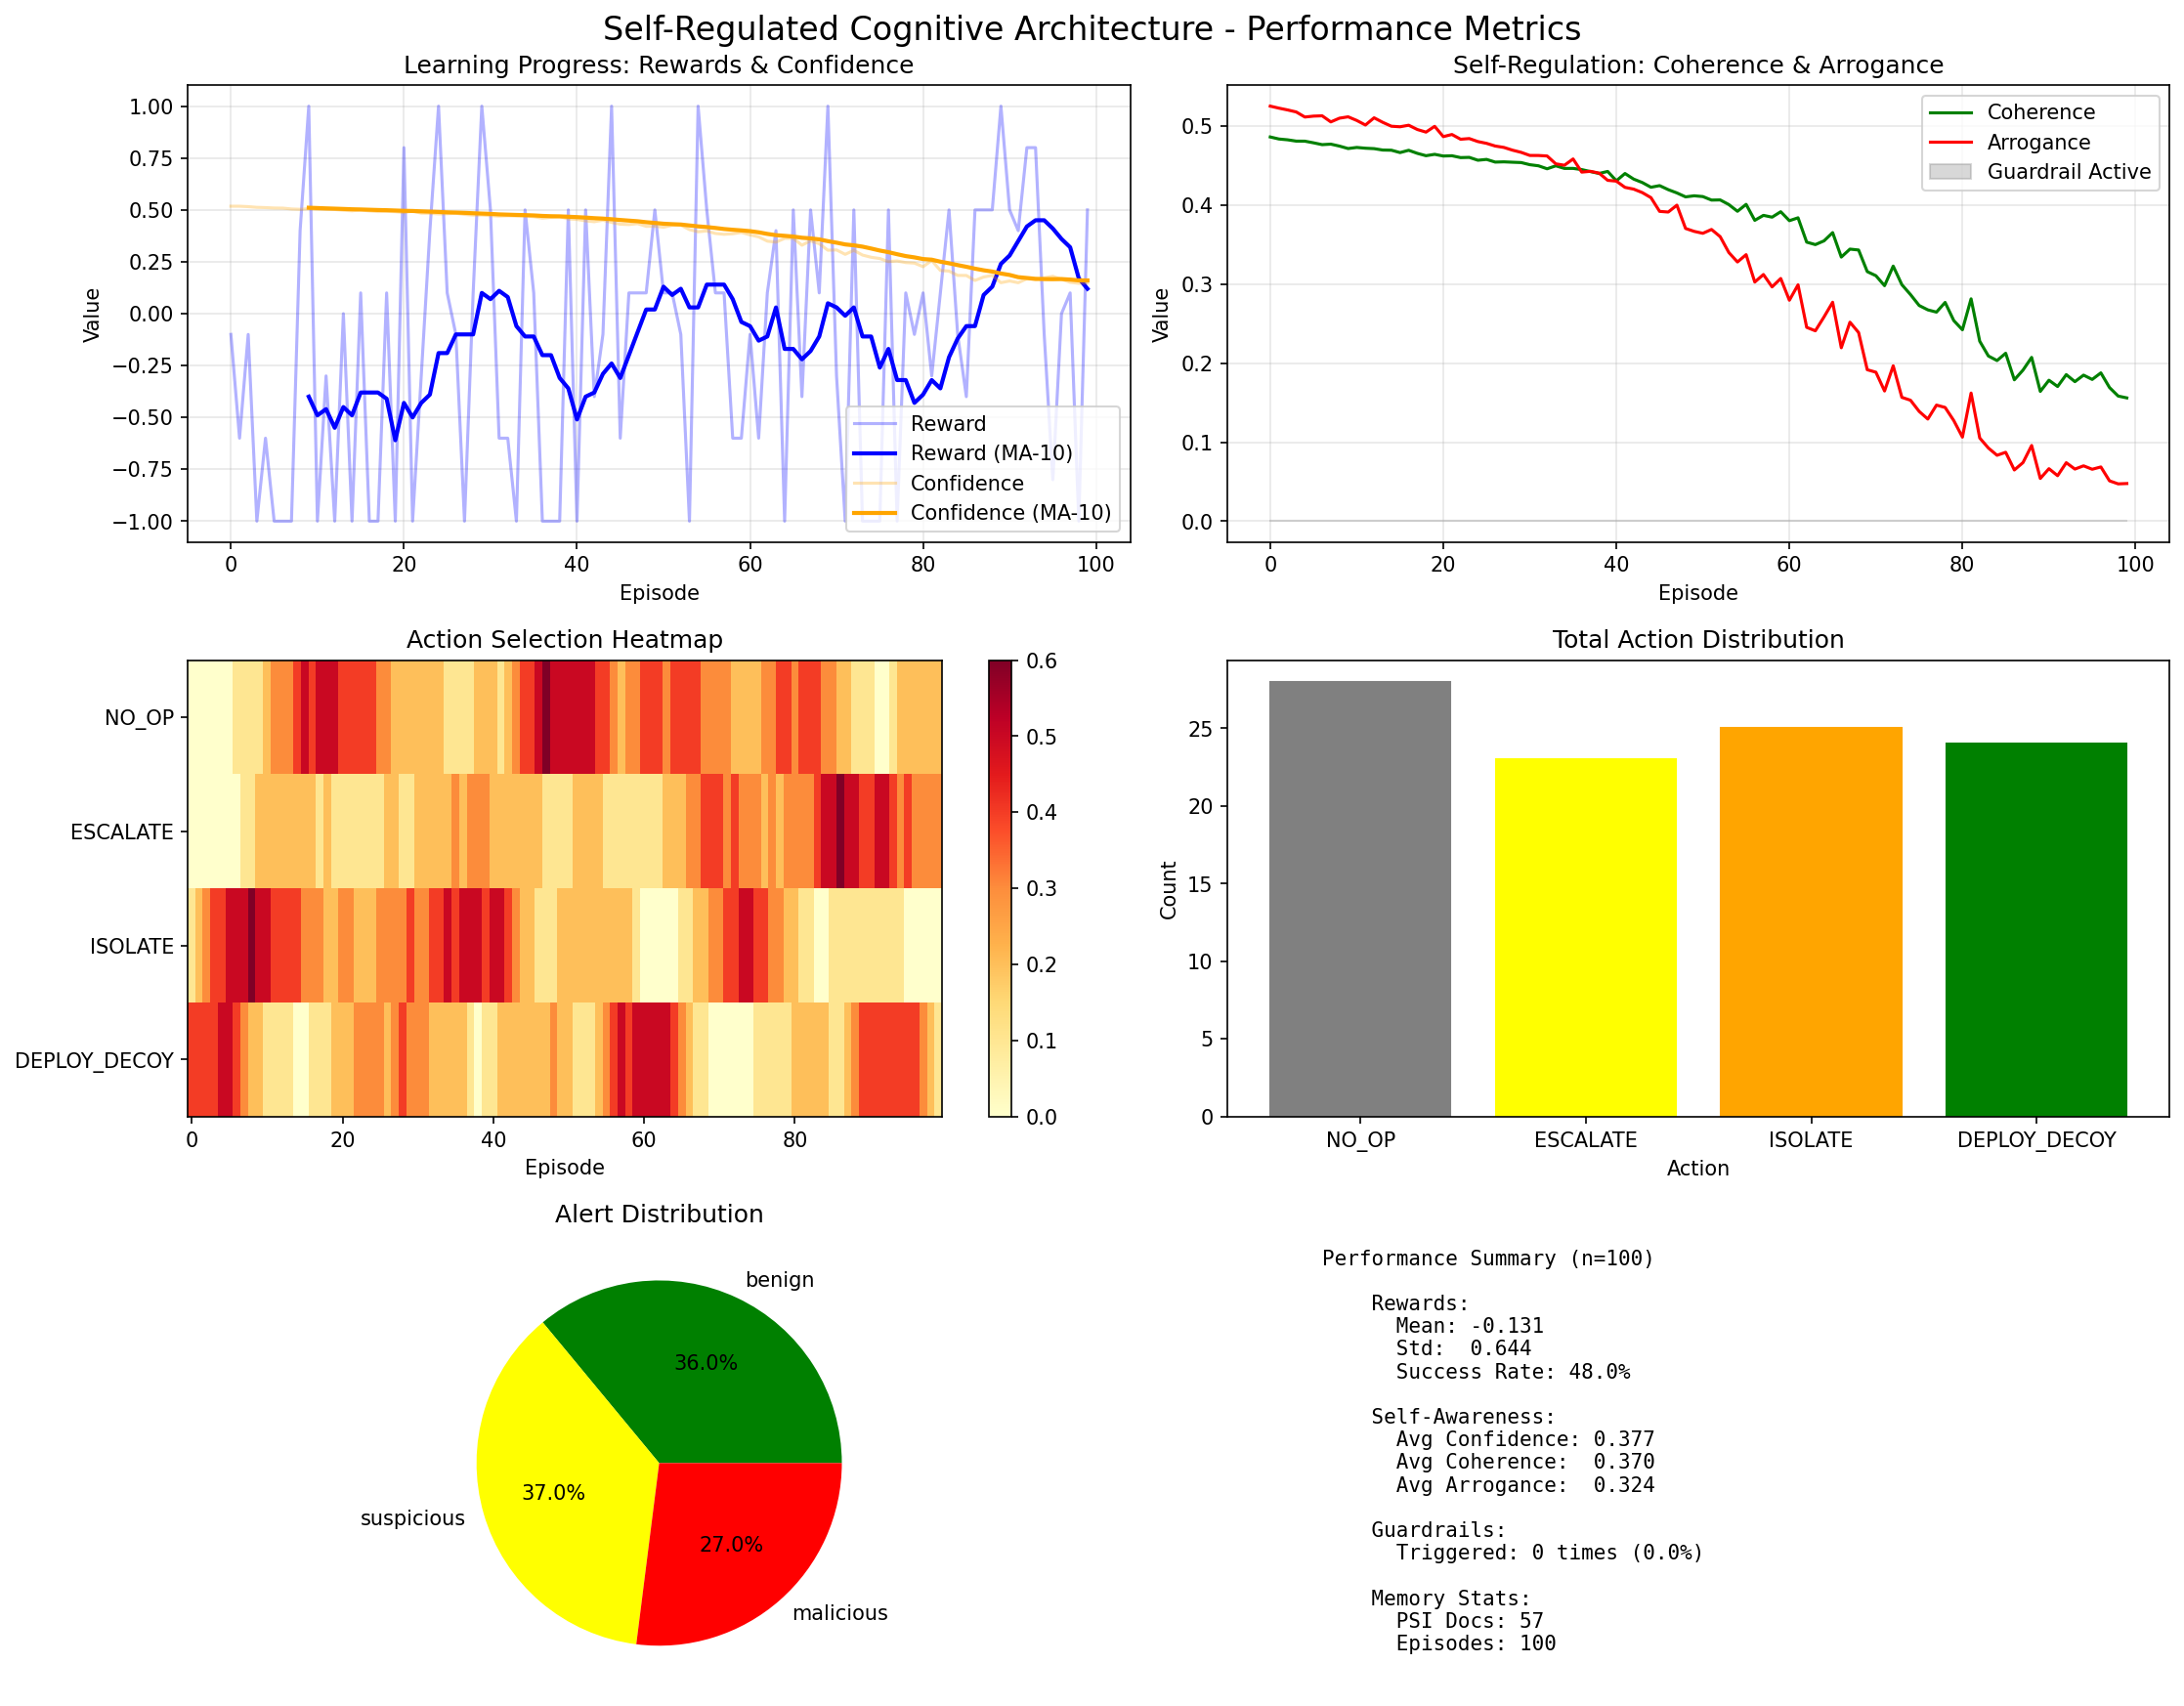 Self-Regulated Cognitive Architecture - Performance Metrics
Learning Progress: Rewards & Confidence
1.00
0.75
0.50
0.25
0.00
−0.25
−0.50
−0.75
−1.00
Value
0 20 40 60 80 100
Episode
Reward
Reward (MA-10)
Confidence
Confidence (MA-10)
Self-Regulation: Coherence & Arrogance
0.5
0.4
0.3
0.2
0.1
0.0
Value
0 20 40 60 80 100
Episode
Coherence
Arrogance
Guardrail Active
Action Selection Heatmap
NO_OP
ESCALATE
ISOLATE
DEPLOY_DECOY
0 20 40 60 80
Episode
0.6
0.5
0.4
0.3
0.2
0.1
0.0
Total Action Distribution
25
20
15
10
5
0
Count
NO_OP ESCALATE ISOLATE DEPLOY_DECOY
Action
Alert Distribution
benign
36.0%
suspicious
37.0%
malicious
27.0%
Performance Summary (n=100)
Rewards:
Mean: -0.131
Std:  0.644
Success Rate: 48.0%
Self-Awareness:
Avg Confidence: 0.377
Avg Coherence:  0.370
Avg Arrogance:  0.324
Guardrails:
Triggered: 0 times (0.0%)
Memory Stats:
PSI Docs: 57
Episodes: 100